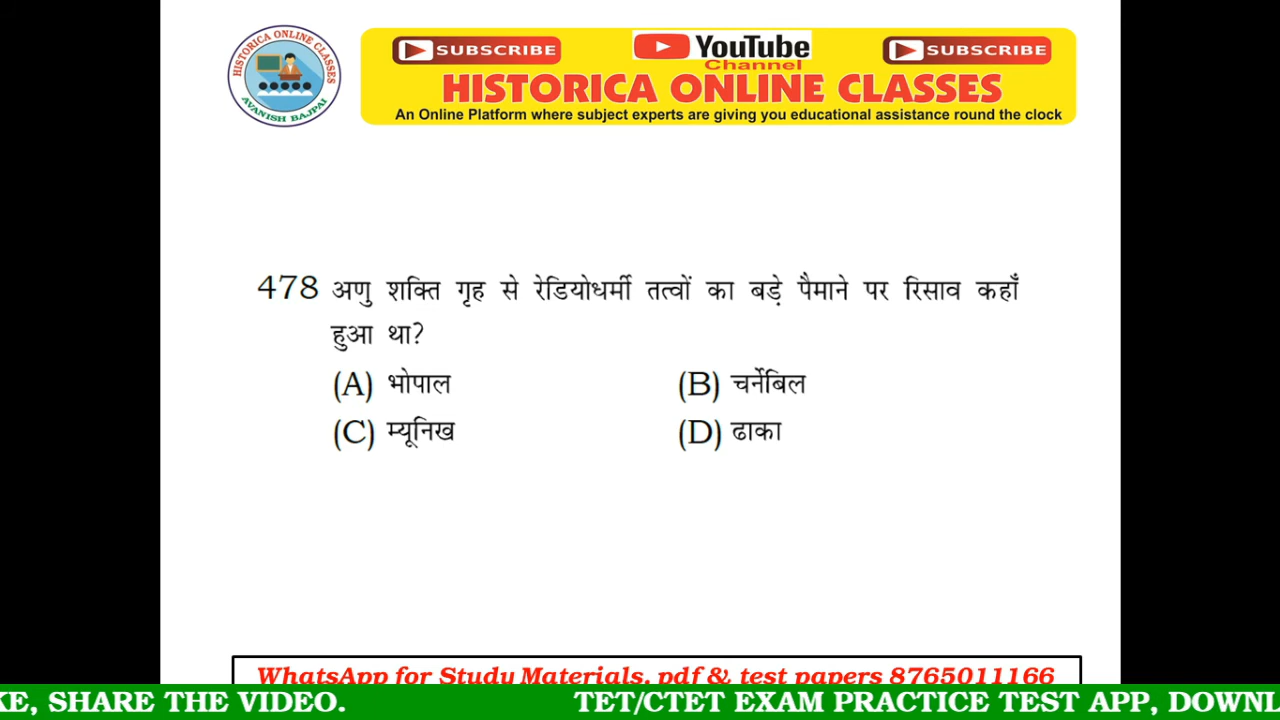 HISTORICA ONLINE CLASSES
AVANISH BAJPAI
SUBSCRIBE
YouTube
SUBSCRIBE
Channel
HISTORICA ONLINE CLASSES
An Online Platform where subject experts are giving you educational assistance round the clock
478 अणु शक्ति गृह से रेडियोधर्मी तत्वों का बड़े पैमाने पर रिसाव कहाँ
हुआ था?
(A) भोपाल (B) चर्नेबिल
(C) म्यूनिख (D) ढाका
WhatsApp for Study Materials, pdf & test papers 8765011166
KE, SHARE THE VIDEO. TET/CTET EXAM PRACTICE TEST APP, DOWNL